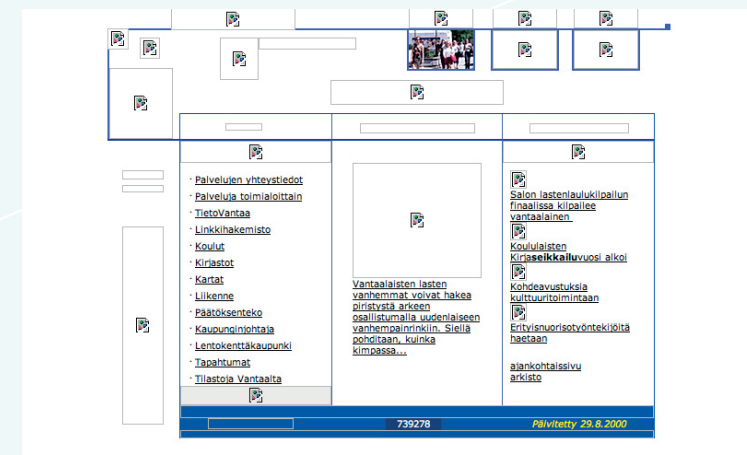 · Palvelujen yhteystiedot
· Palveluja toimialoittain
· TietoVantaa
· Linkkihakemisto
· Koulut
· Kirjastot
· Kartat
· Liikenne
· Päätöksenteko
· Kaupunginjohtaja
· Lentokenttäkaupunki
· Tapahtumat
· Tilastoja Vantaalta
Vantaalaisten lasten
vanhemmat voivat hakea
piristystä arkeen
osallistumalla uudenlaiseen
vanhempainrinkiin. Siellä
pohditaan, kuinka
kimpassa...
Salon lastenlaulukilpailun
finaalissa kilpailee
vantaalainen
Koululaisten
Kirjaseikkailuvuosi alkoi
Kohdeavustuksia
kulttuuritoimintaan
Erityisnuorisotyöntekijöitä
haetaan
ajankohtaissivu
arkisto
739278
Päivitetty 29.8.2000